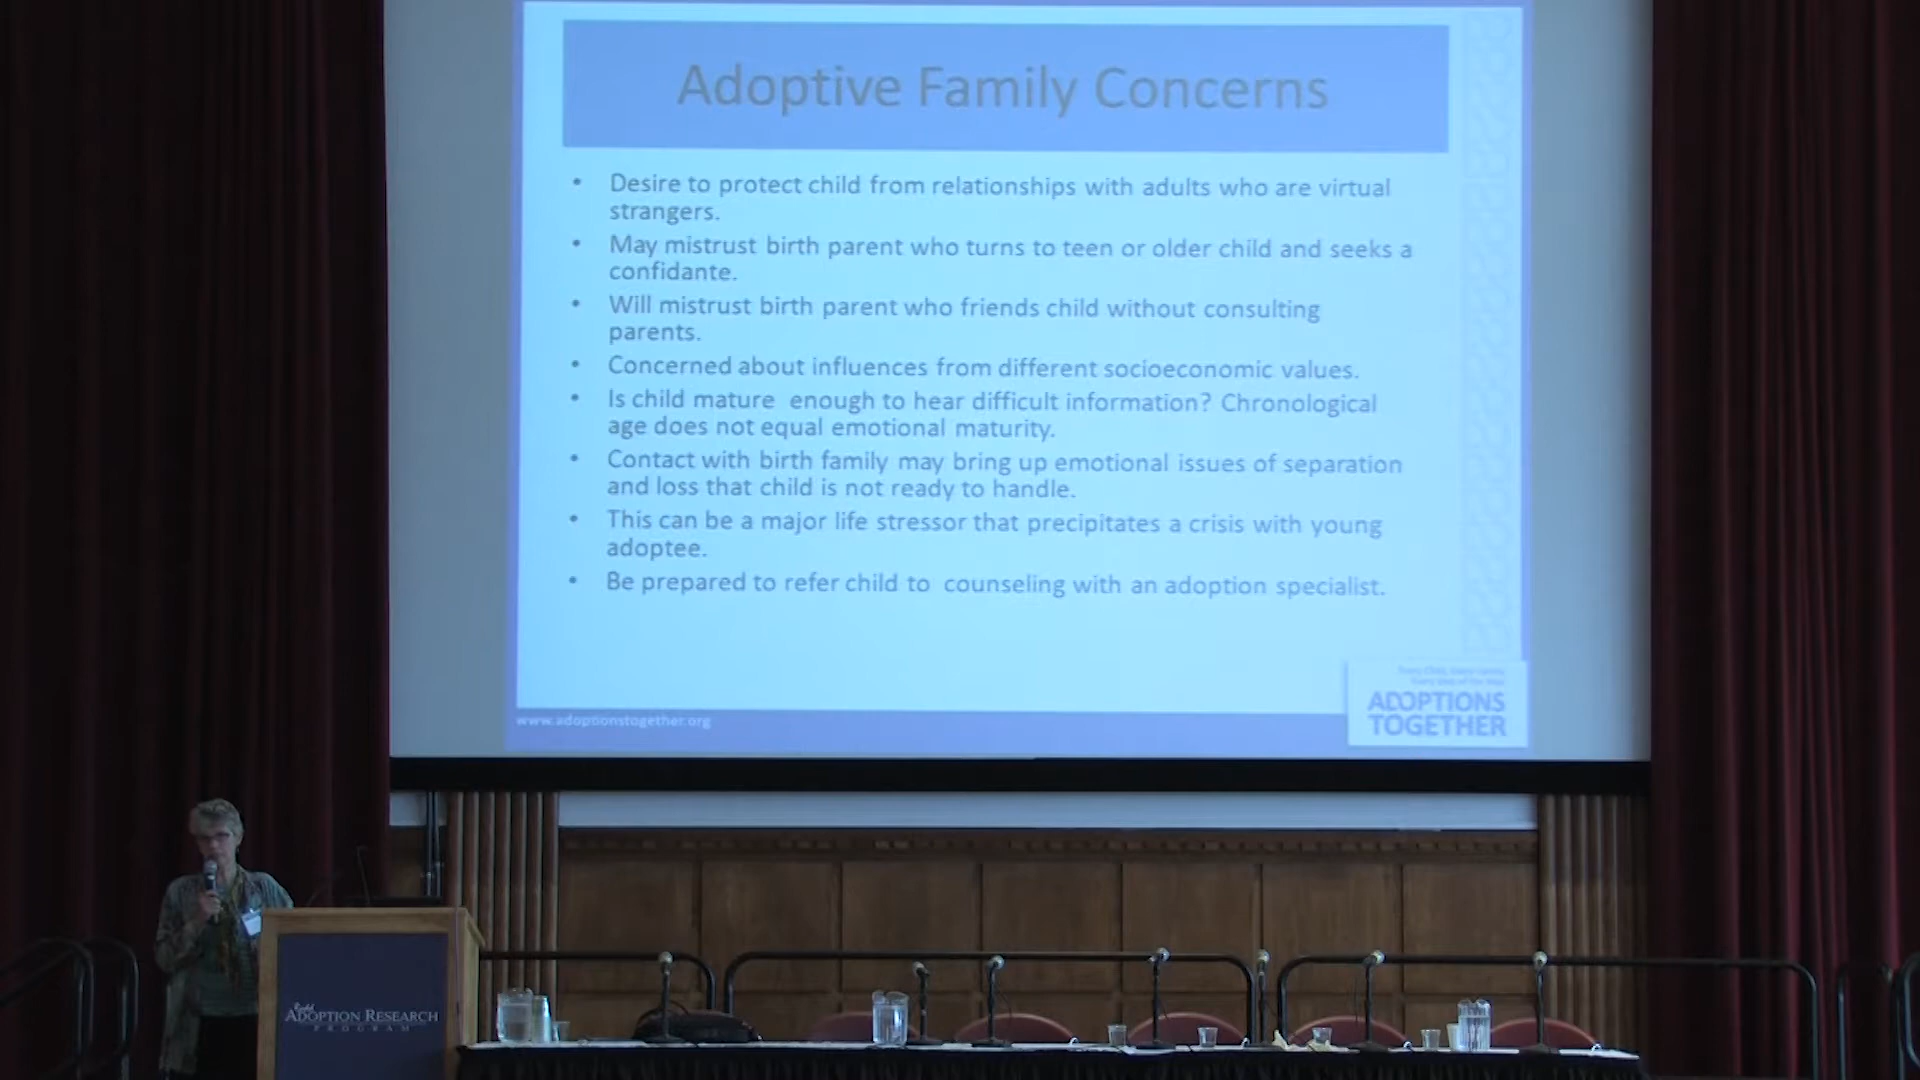 Adoptive Family Concerns
• Desire to protect child from relationships with adults who are virtual
strangers.
• May mistrust birth parent who turns to teen or older child and seeks a
confidante.
• Will mistrust birth parent who friends child without consulting
parents.
• Concerned about influences from different socioeconomic values.
• Is child mature enough to hear difficult information? Chronological
age does not equal emotional maturity.
• Contact with birth family may bring up emotional issues of separation
and loss that child is not ready to handle.
• This can be a major life stressor that precipitates a crisis with young
adoptee.
• Be prepared to refer child to counseling with an adoption specialist.
ADOPTIONS
TOGETHER
www.adoptionstogether.org
Rudd
ADOPTION RESEARCH
PROGRAM